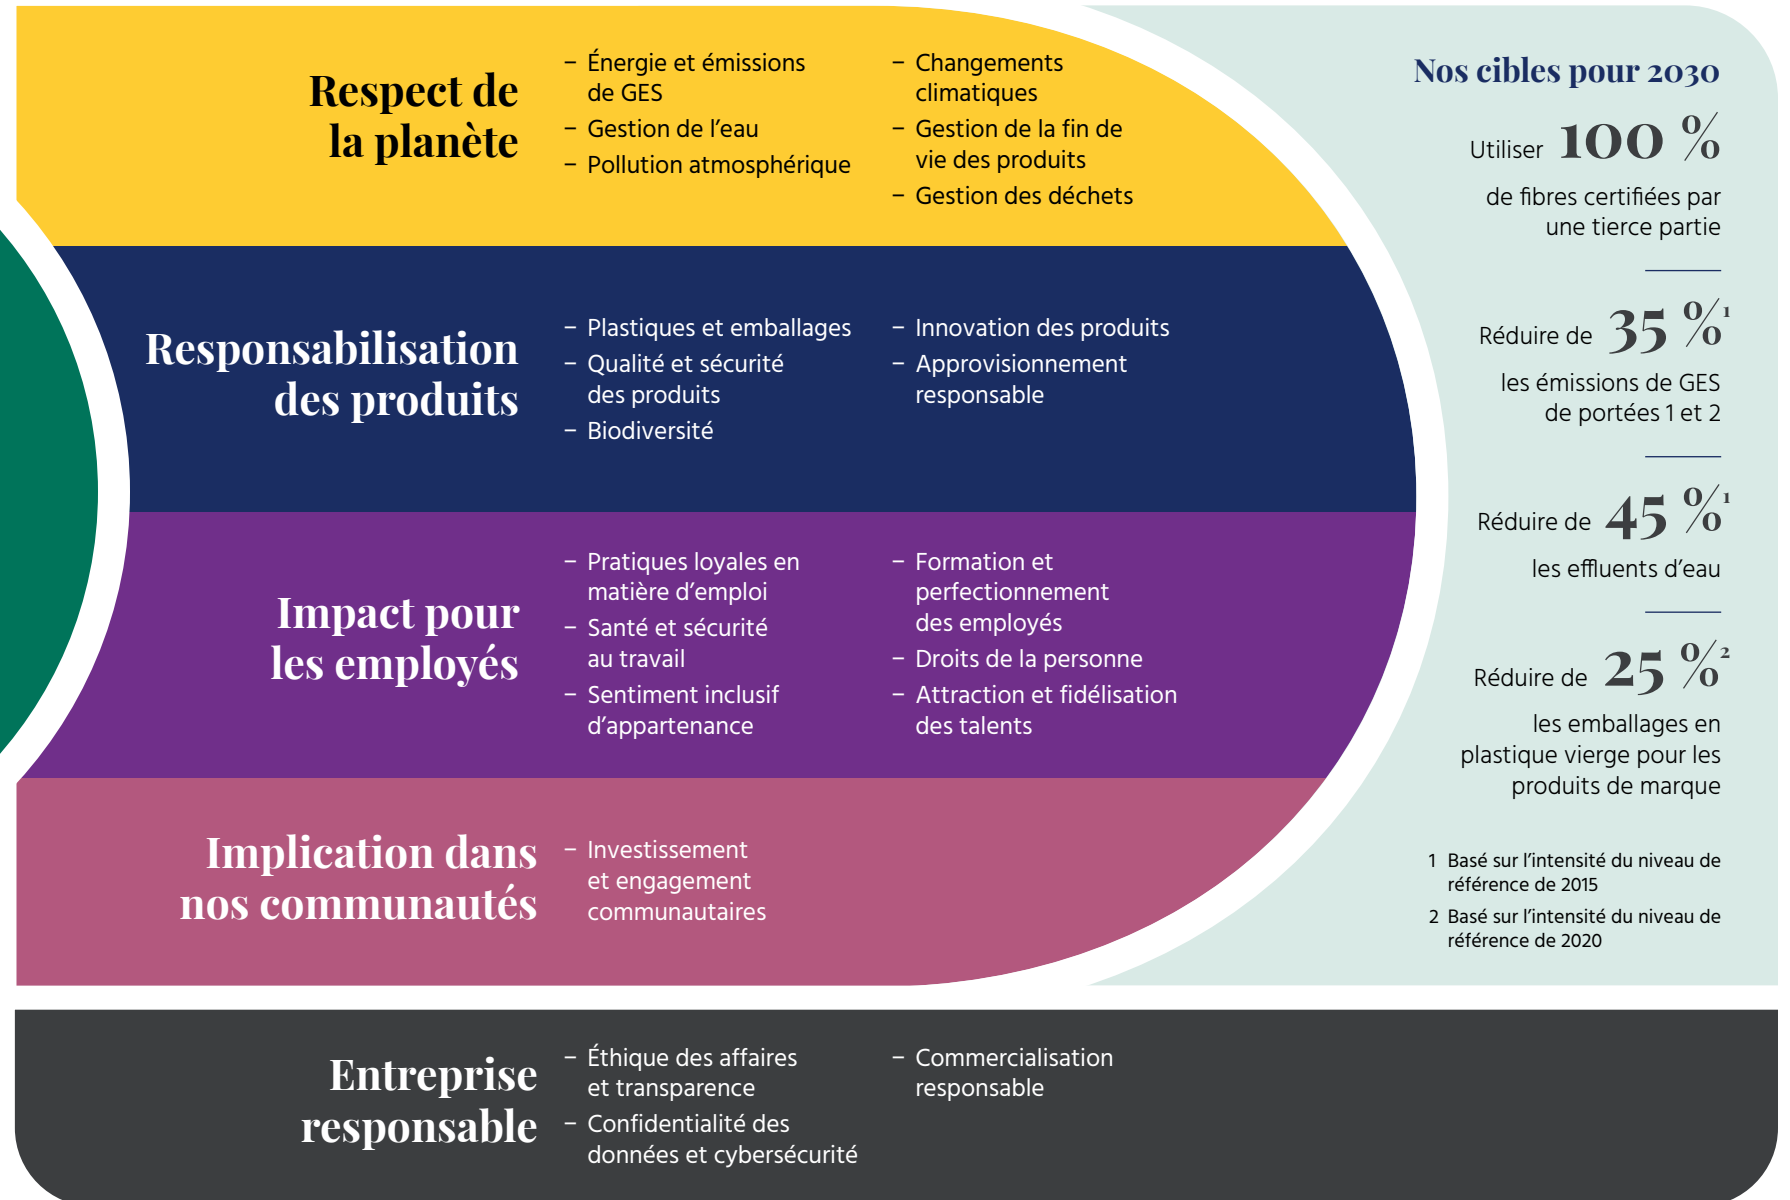 Respect de
la planète
– Énergie et émissions
de GES
– Gestion de l’eau
– Pollution atmosphérique
– Changements
climatiques
– Gestion de la fin de
vie des produits
– Gestion des déchets
Responsabilisation
des produits
– Plastiques et emballages
– Qualité et sécurité
des produits
– Biodiversité
– Innovation des produits
– Approvisionnement
responsable
Impact pour
les employés
– Pratiques loyales en
matière d’emploi
– Santé et sécurité
au travail
– Sentiment inclusif
d’appartenance
– Formation et
perfectionnement
des employés
– Droits de la personne
– Attraction et fidélisation
des talents
Implication dans
nos communautés
– Investissement
et engagement
communautaires
Nos cibles pour 2030
Utiliser 100 %
de fibres certifiées par
une tierce partie
Réduire de 35 %¹
les émissions de GES
de portées 1 et 2
Réduire de 45 %¹
les effluents d’eau
Réduire de 25 %²
les emballages en
plastique vierge pour les
produits de marque
1 Basé sur l’intensité du niveau de
référence de 2015
2 Basé sur l’intensité du niveau de
référence de 2020
Entreprise
responsable
– Éthique des affaires
et transparence
– Confidentialité des
données et cybersécurité
– Commercialisation
responsable